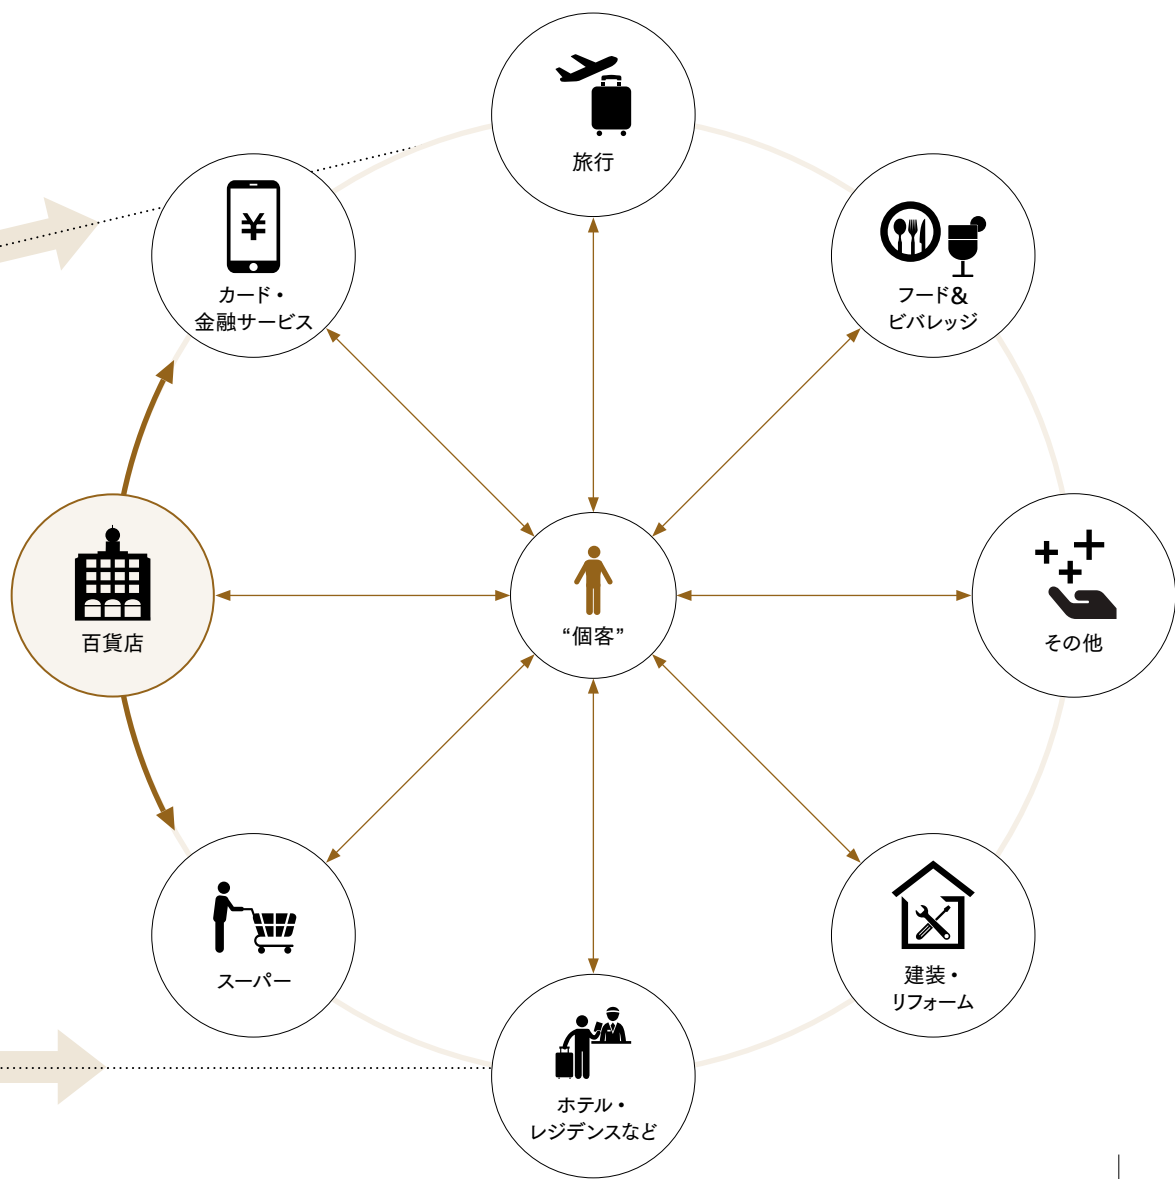 旅行
カード・
金融サービス
¥
フード&
ビバレッジ
百貨店
“個客”
その他
スーパー
建装・
リフォーム
ホテル・
レジデンスなど